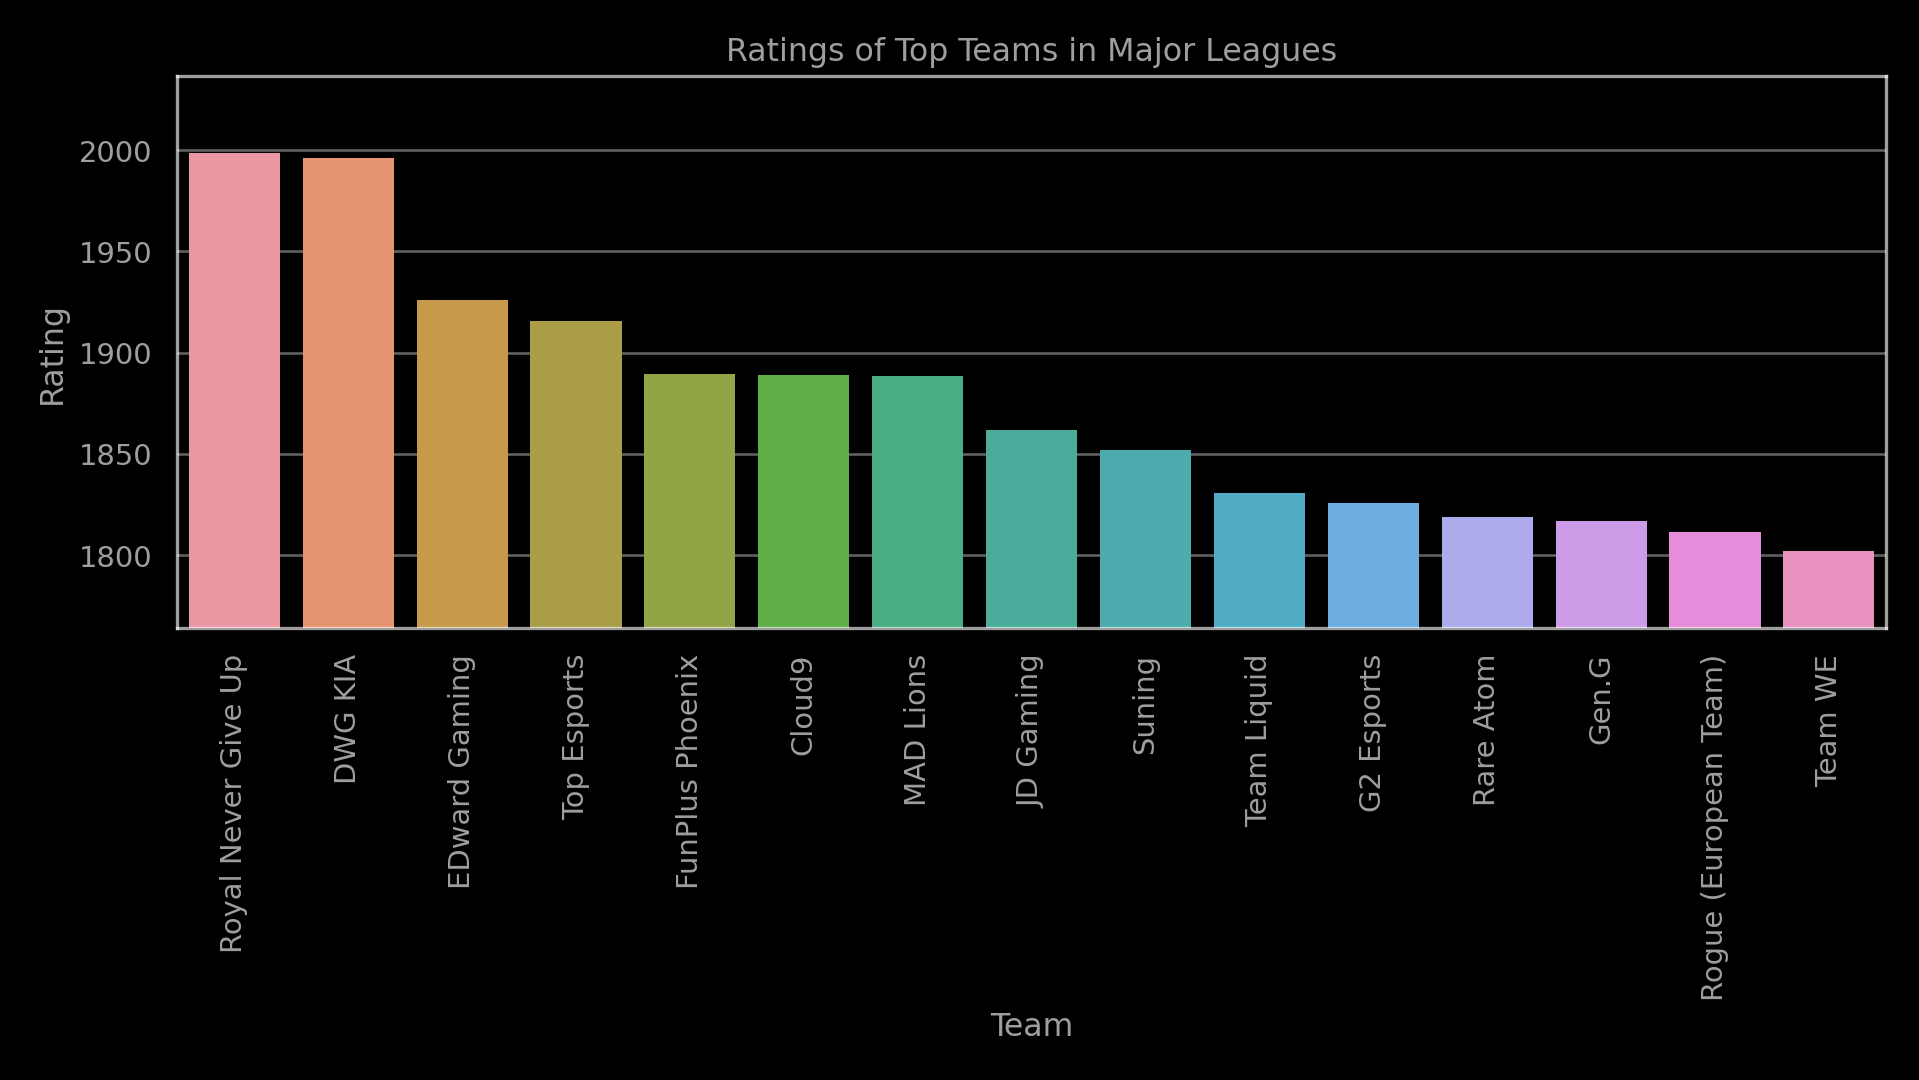 Ratings of Top Teams in Major Leagues
Rating
2000
1950
1900
1850
1800
Royal Never Give Up
DWG KIA
EDward Gaming
Top Esports
FunPlus Phoenix
Cloud9
MAD Lions
JD Gaming
Suning
Team Liquid
G2 Esports
Rare Atom
Gen.G
Rogue (European Team)
Team WE
Team